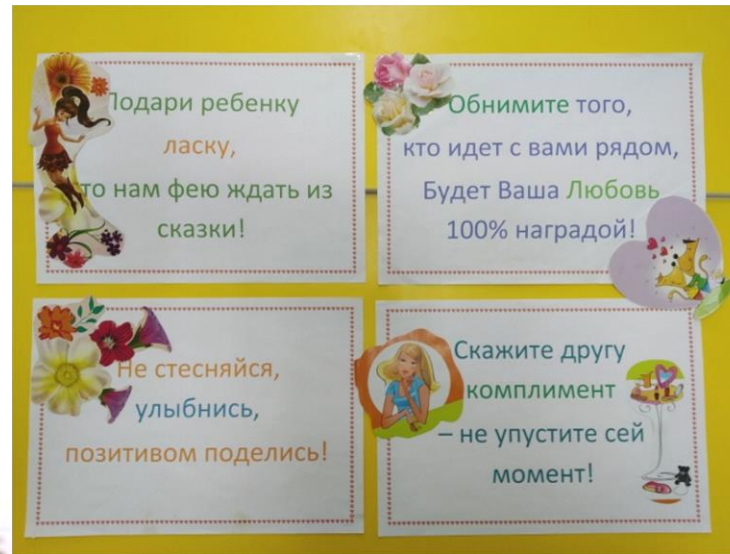 Подари ребенку
ласку,
то нам фею ждать из
сказки!
Обнимите того,
кто идет с вами рядом,
Будет Ваша Любовь
100% наградой!
Не стесняйся,
улыбнись,
позитивом поделись!
Скажите другу
комплимент
– не упустите сей
момент!